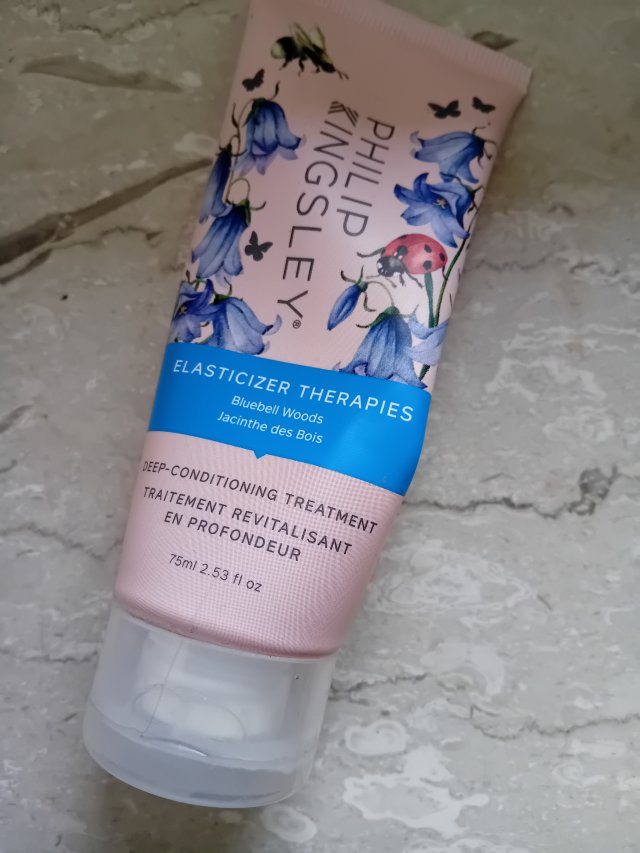 PHILIP
KINGSLEY®
ELASTICIZER THERAPIES
Bluebell Woods
Jacinthe des Bois
DEEP-CONDITIONING TREATMENT
TRAITEMENT REVITALISANT
EN PROFONDEUR
75ml 2.53 fl oz